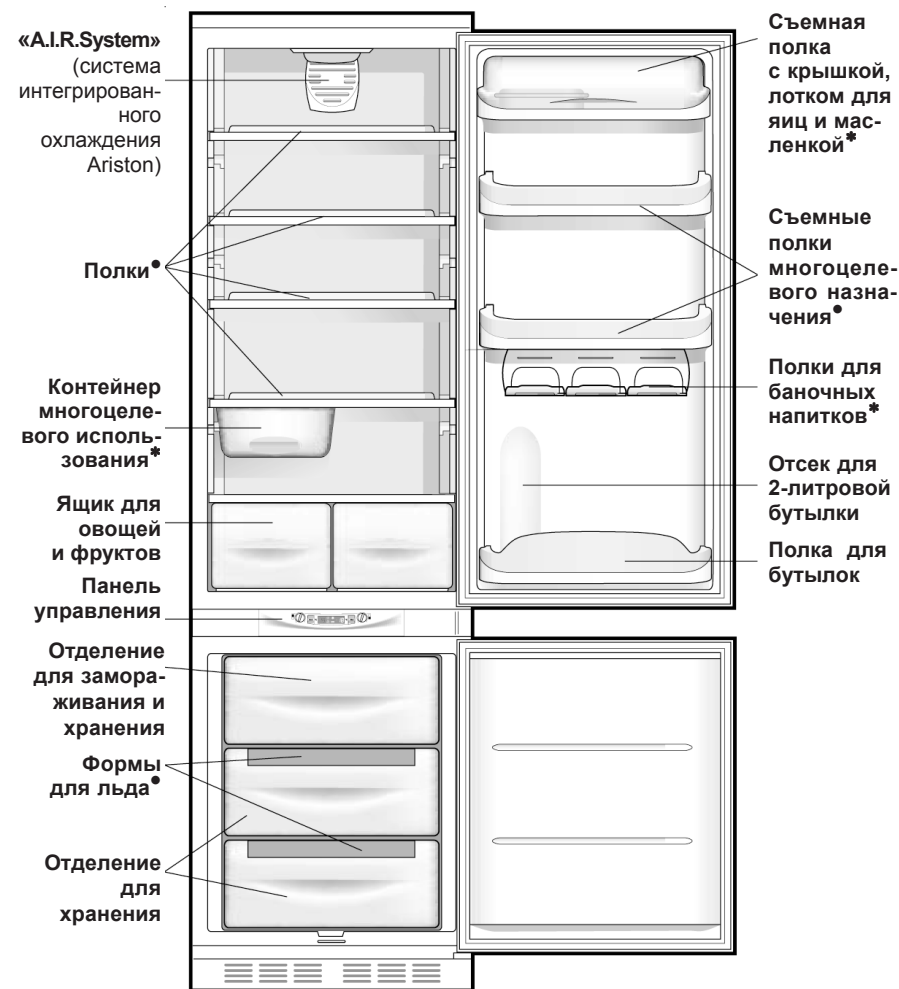 «A.I.R.System»
(система
интегрирован-
ного
охлаждения
Ariston)
Полки●
Контейнер
многоцеле-
вого исполь-
зования✱
Ящик для
овощей
и фруктов
Панель
управления
Отделение
для замора-
живания и
хранения
Формы
для льда●
Отделение
для
хранения
Съемная
полка
с крышкой,
лотком для
яиц и мас-
ленкой✱
Съемные
полки
многоцеле-
вого назна-
чения●
Полки для
баночных
напитков✱
Отсек для
2-литровой
бутылки
Полка для
бутылок